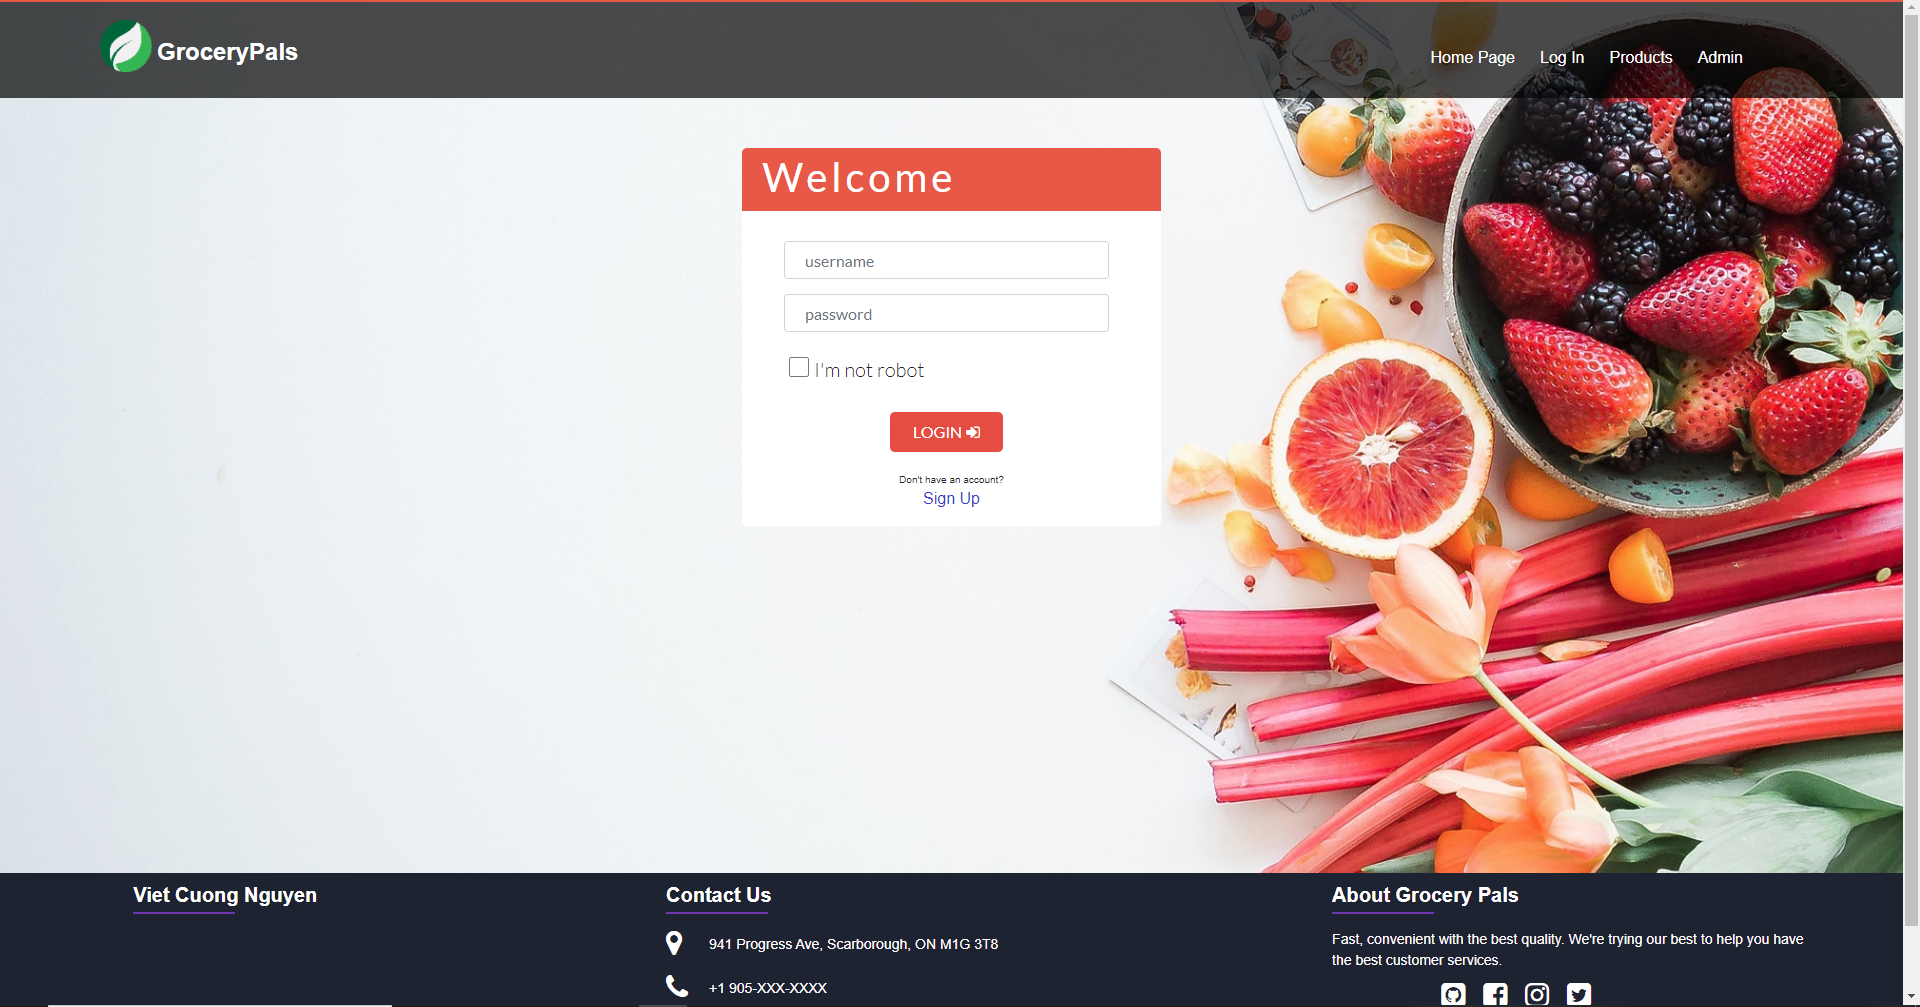 GroceryPals
Home Page
Log In
Products
Admin
Welcome
username
password
I'm not robot
LOGIN
Don't have an account?
Sign Up
Viet Cuong Nguyen
Contact Us
941 Progress Ave, Scarborough, ON M1G 3T8
+1 905-XXX-XXXX
About Grocery Pals
Fast, convenient with the best quality. We're trying our best to help you have
the best customer services.